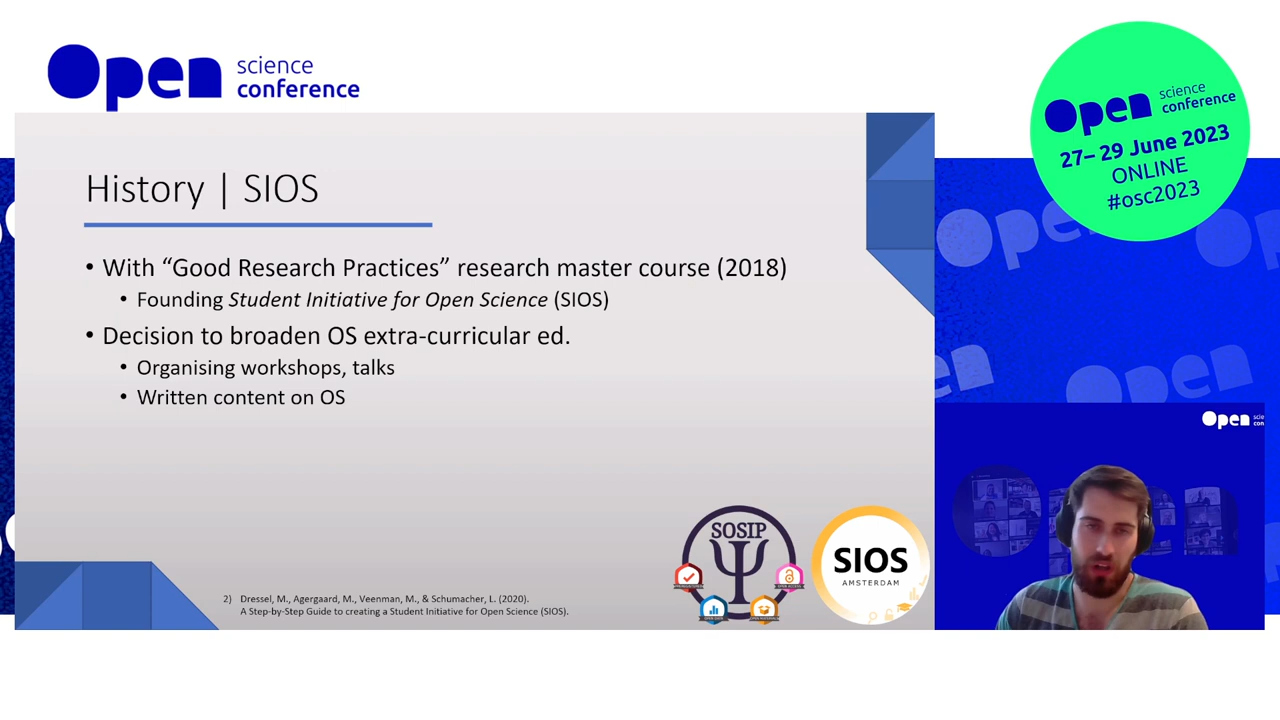 Open science
conference
Open science
conference
27– 29 June 2023
ONLINE
#osc2023
History | SIOS
• With “Good Research Practices” research master course (2018)
• Founding Student Initiative for Open Science (SIOS)
• Decision to broaden OS extra-curricular ed.
• Organising workshops, talks
• Written content on OS
SOSIP
SIOS
AMSTERDAM
2) Dressel, M., Agergaard, M., Veenman, M., & Schumacher, L. (2020).
A Step-by-Step Guide to creating a Student Initiative for Open Science (SIOS).
Open
Open
Open scie
con